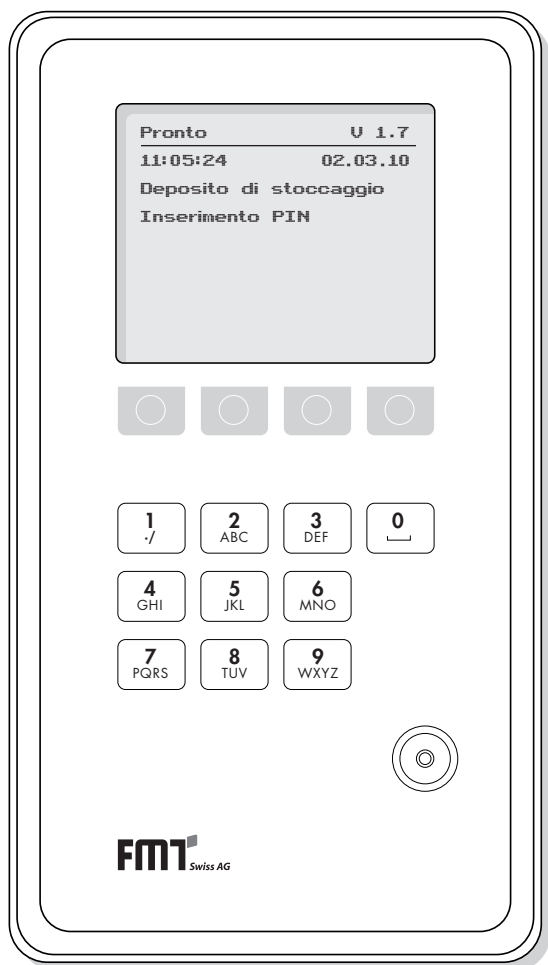 Pronto V 1.7
11:05:24 02.03.10
Deposito di stoccaggio
Inserimento PIN
1 2 3 0
./ ABC DEF
4 5 6
GHI JKL MNO
7 8 9
PQRS TUV WXYZ
FMT Swiss AG